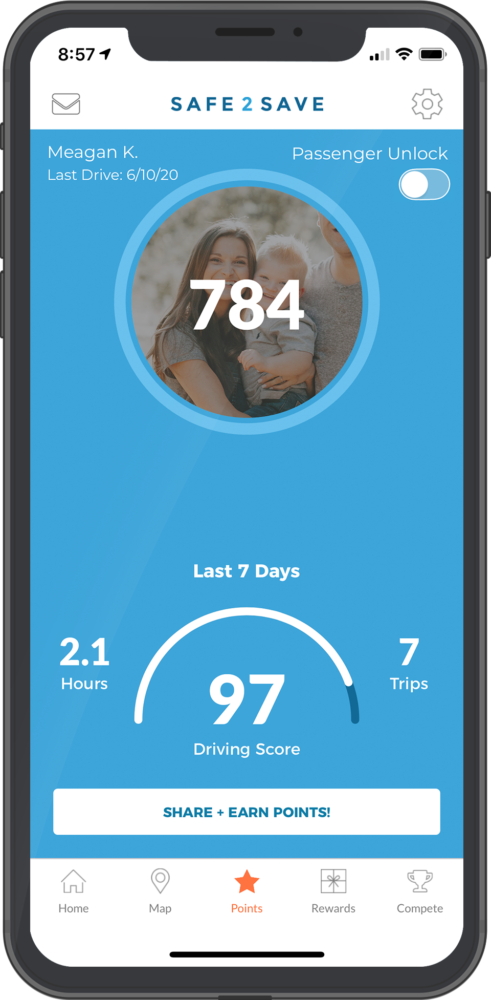 8:57
SAFE 2 SAVE
Meagan K.
Passenger Unlock
Last Drive: 6/10/20
784
Last 7 Days
2.1
Hours
97
Driving Score
7
Trips
SHARE + EARN POINTS!
Home
Map
Points
Rewards
Compete